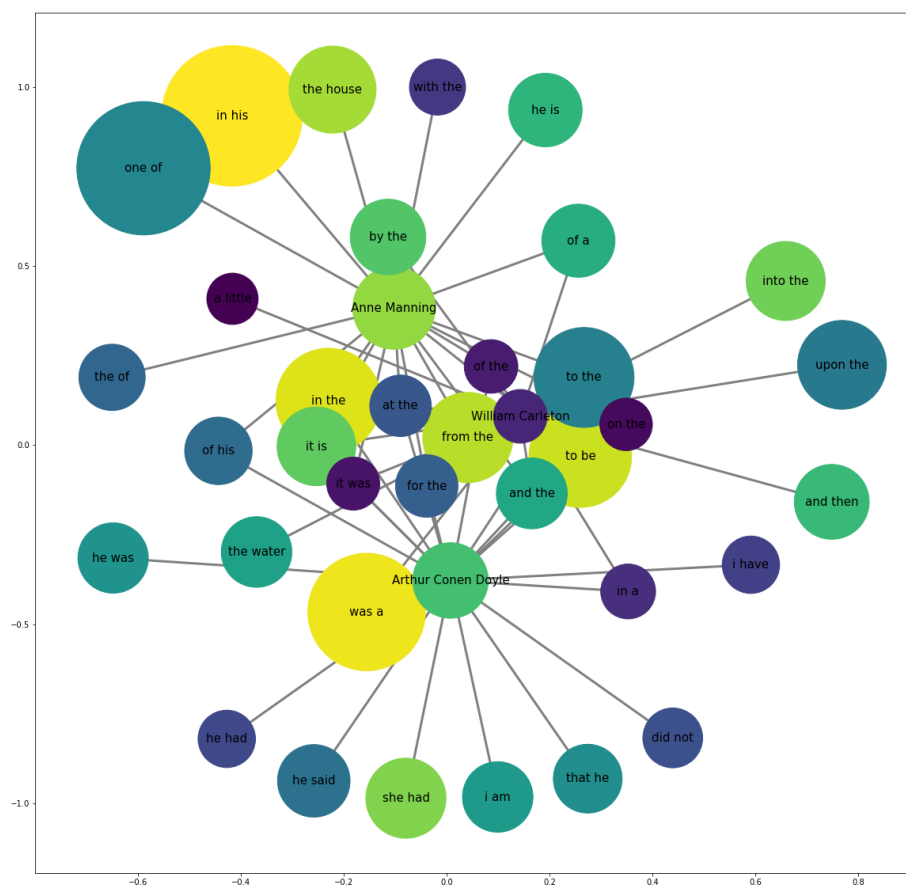 1.0
0.5
0.0
−0.5
−1.0
in his
the house
with the
he is
one of
by the
of a
into the
a little
Anne Manning
the of
of the
to the
upon the
in the
at the
William Carleton
on the
of his
it is
from the
to be
it was
for the
and the
and then
he was
the water
Arthur Conen Doyle
i have
was a
in a
he had
he said
she had
i am
that he
did not
−0.6
−0.4
−0.2
0.0
0.2
0.4
0.6
0.8